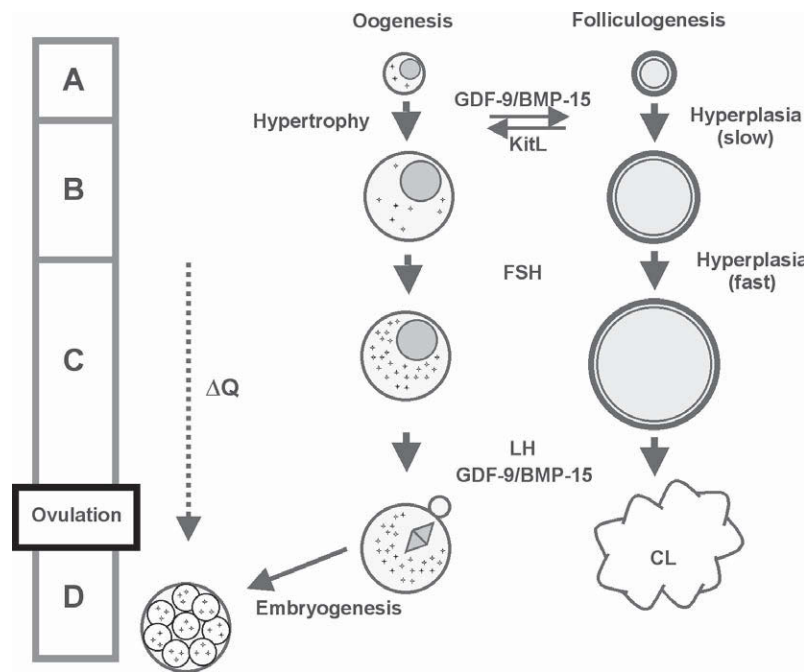 Oogenesis
Folliculogenesis
A
GDF-9/BMP-15
Hypertrophy
KitL
Hyperplasia
(slow)
B
FSH
Hyperplasia
(fast)
C
ΔQ
LH
GDF-9/BMP-15
Ovulation
CL
D
Embryogenesis